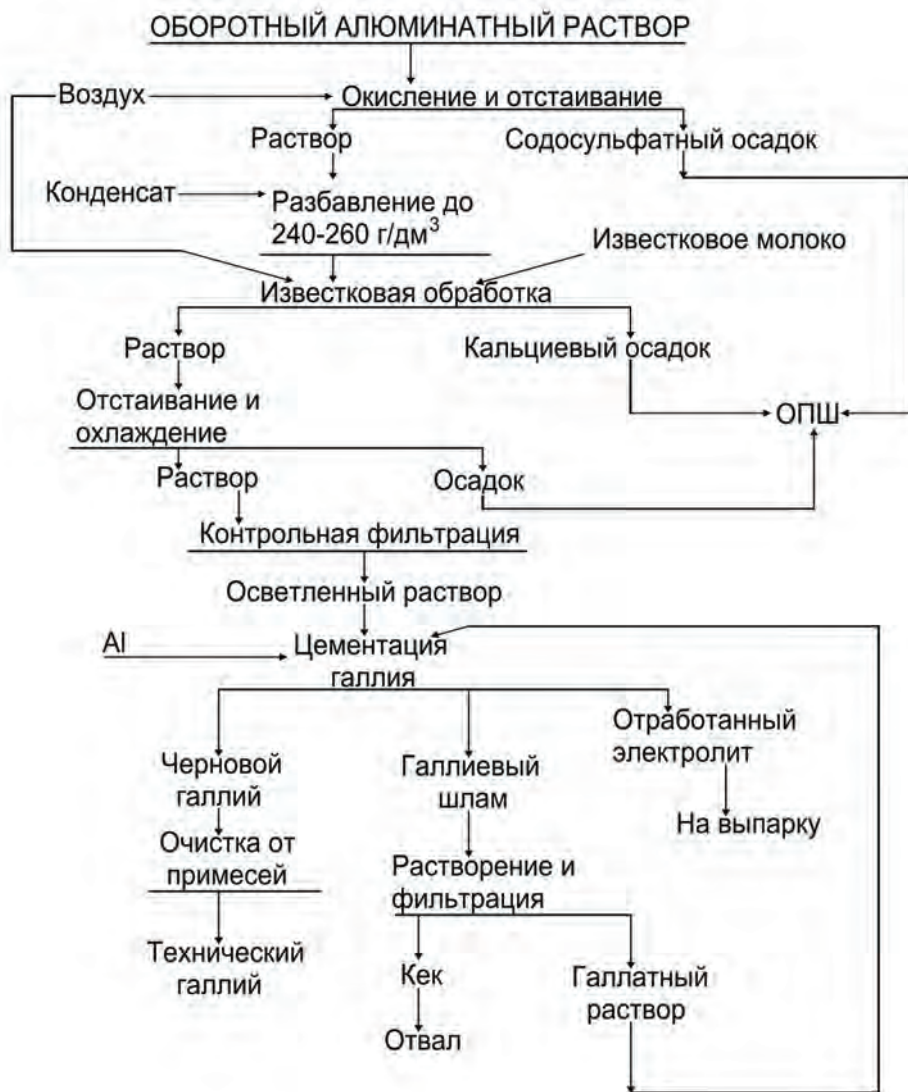 ОБОРОТНЫЙ АЛЮМИНАТНЫЙ РАСТВОР
Воздух
Окисление и отстаивание
Раствор
Содосульфатный осадок
Конденсат
Разбавление до
240-260 г/дм³
Известковое молоко
Известковая обработка
Раствор
Кальциевый осадок
Отстаивание и
охлаждение
ОПШ
Раствор
Осадок
Контрольная фильтрация
Осветленный раствор
Al
Цементация
галлия
Черновой
галлий
Галлиевый
шлам
Отработанный
электролит
На выпарку
Очистка от
примесей
Растворение и
фильтрация
Технический
галлий
Кек
Галлатный
раствор
Отвал